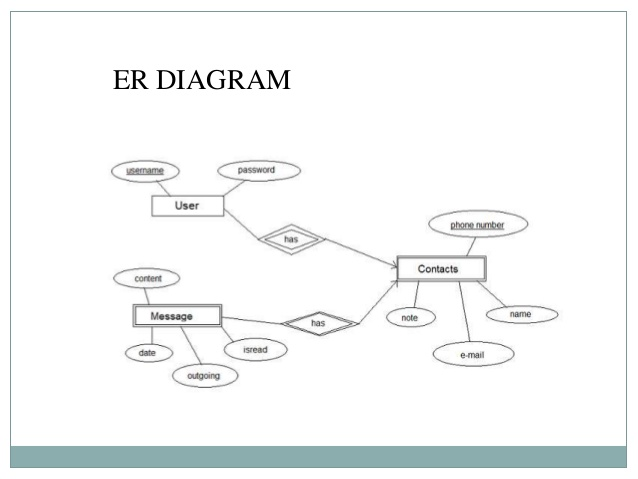 ER DIAGRAM
username
password
User
has
phone number
Contacts
content
Message
has
note
name
date
isread
e-mail
outgoing